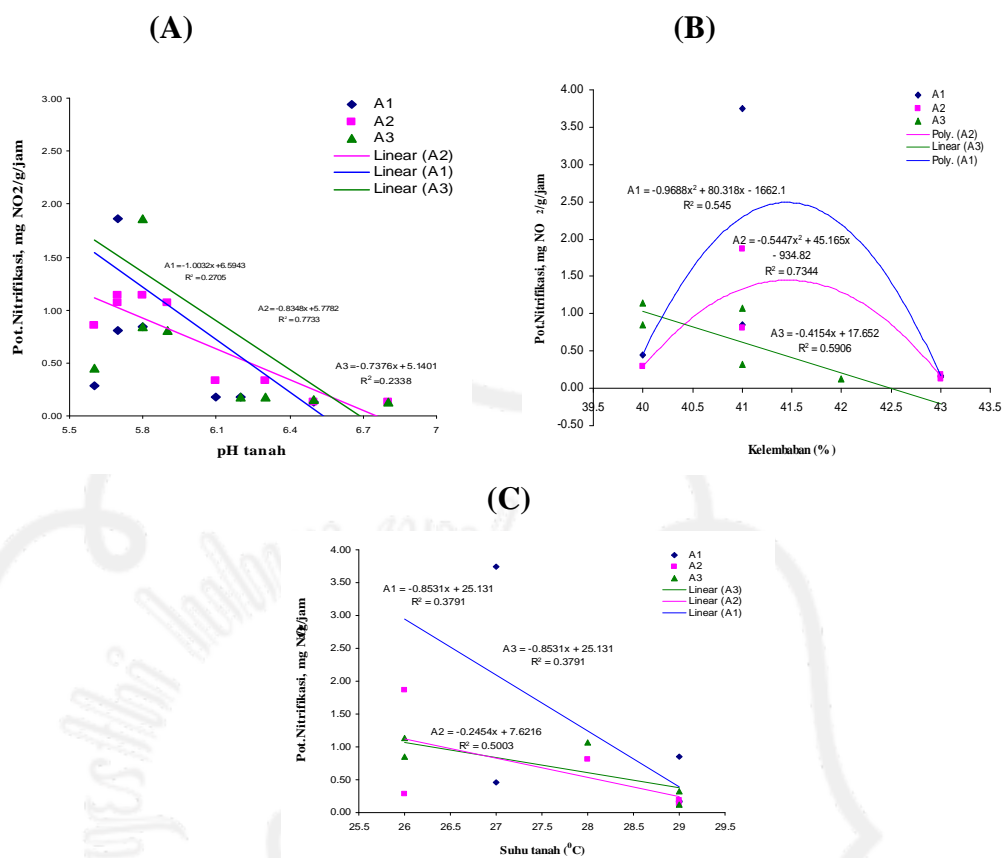 (A)
3.00
2.50
2.00
1.50
1.00
0.50
0.00
5.5
5.8
6.1
6.4
6.7
7
Pot.Nitrifikasi, mg NO2/g/jam
pH tanah
A1
A2
A3
Linear (A2)
Linear (A1)
Linear (A3)
A1 = -1.0032x + 6.5943
R² = 0.2705
A2 = -0.8348x + 5.7782
R² = 0.7733
A3 = -0.7376x + 5.1401
R² = 0.2338
(B)
4.00
3.50
3.00
2.50
2.00
1.50
1.00
0.50
0.00
-0.50
39.5
40
40.5
41
41.5
42
42.5
43
43.5
Pot.Nitrifikasi, mg NO 2/g/jam
Kelembaban (%)
A1
A2
A3
Poly. (A2)
Linear (A3)
Poly. (A1)
A1 = -0.9688x² + 80.318x - 1662.1
R² = 0.545
A2 = -0.5447x² + 45.165x
- 934.82
R² = 0.7344
A3 = -0.4154x + 17.652
R² = 0.5906
(C)
4.00
3.50
3.00
2.50
2.00
1.50
1.00
0.50
0.00
25.5
26
26.5
27
27.5
28
28.5
29
29.5
Pot.Nitrifikasi, mg
Suhu tanah (⁰C)
A1
A2
A3
Linear (A3)
Linear (A2)
Linear (A1)
A1 = -0.8531x + 25.131
R² = 0.3791
A3 = -0.8531x + 25.131
R² = 0.3791
A2 = -0.2454x + 7.6216
R² = 0.5003